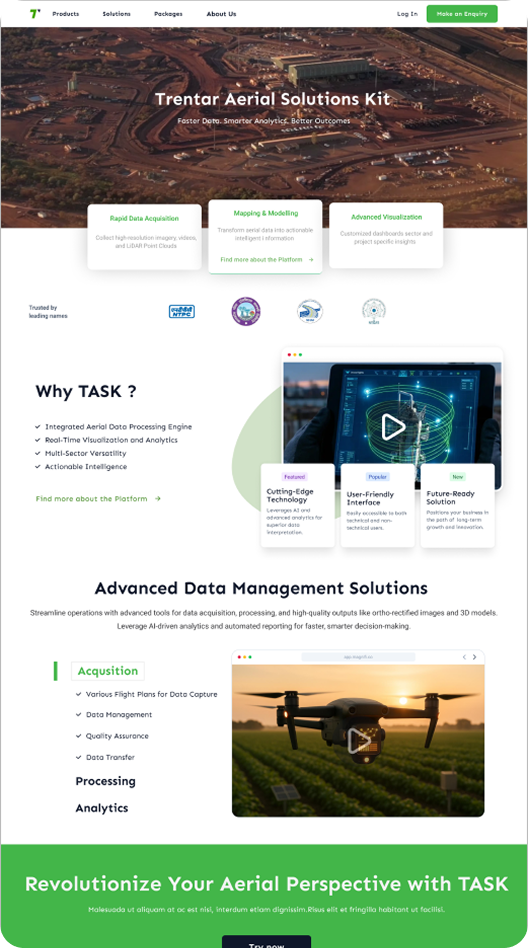 Products Solutions Packages About Us Log In Make an Enquiry
Trentar Aerial Solutions Kit
Faster Data. Smarter Analytics. Better Outcomes
Rapid Data Acquisition
Collect high-resolution imagery, videos,
and LiDAR Point Clouds
Mapping & Modelling
Transform aerial data into actionable
intelligent i nformation
Find more about the Platform →
Advanced Visualization
Customized dashboards sector and
project specific insights
Trusted by
leading names
एनटीपीसी
NTPC
Why TASK ?
Integrated Aerial Data Processing Engine
Real-Time Visualization and Analytics
Multi-Sector Versatility
Actionable Intelligence
Find more about the Platform →
Featured
Cutting-Edge
Technology
Leverages AI and
advanced analytics for
superior data
interpretation.
Popular
User-Friendly
Interface
Easily accessible to both
technical and non-
technical users.
New
Future-Ready
Solution
Positions your business in
the path of long-term
growth and innovation.
Advanced Data Management Solutions
Streamline operations with advanced tools for data acquisition, processing, and high-quality outputs like ortho-rectified images and 3D models.
Leverage AI-driven analytics and automated reporting for faster, smarter decision-making.
Acqusition
Various Flight Plans for Data Capture
Data Management
Quality Assurance
Data Transfer
Processing
Analytics
Revolutionize Your Aerial Perspective with TASK
Malesuada ut aliquam at ac est nisi, interdum etiam dignissim.Risus elit et fringilla habitant ut facilisi.
Try now